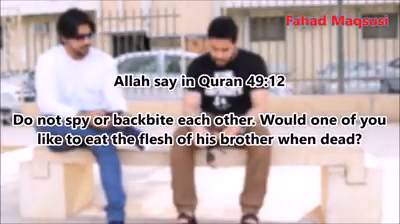 Fahad Maqsusi
Allah say in Quran 49:12
Do not spy or backbite each other. Would one of you
like to eat the flesh of his brother when dead?